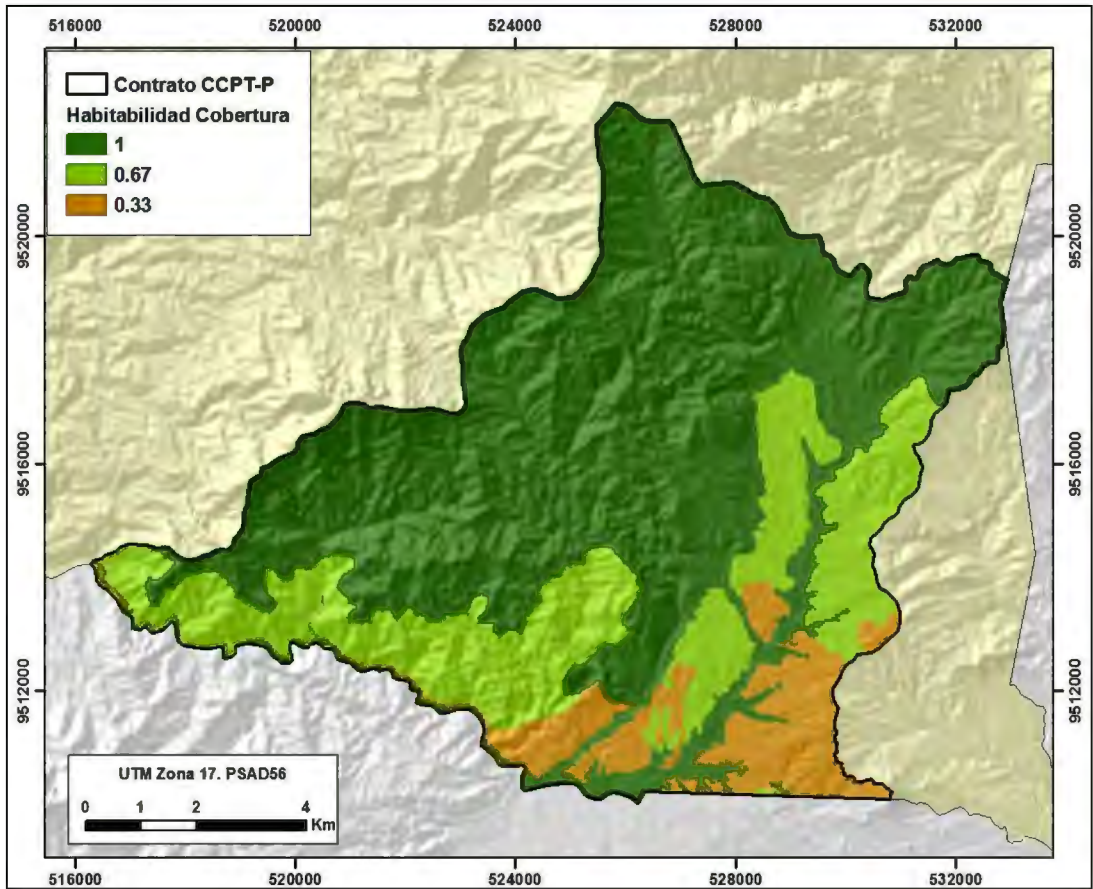 516000 520000 524000 528000 532000
Contrato CCPT-P
Habitabilidad Cobertura
1
0.67
0.33
9520000 9520000
9516000 9516000
9512000 9512000
UTM Zona 17. PSAD56
0 1 2 4
Km
516000 520000 524000 528000 532000